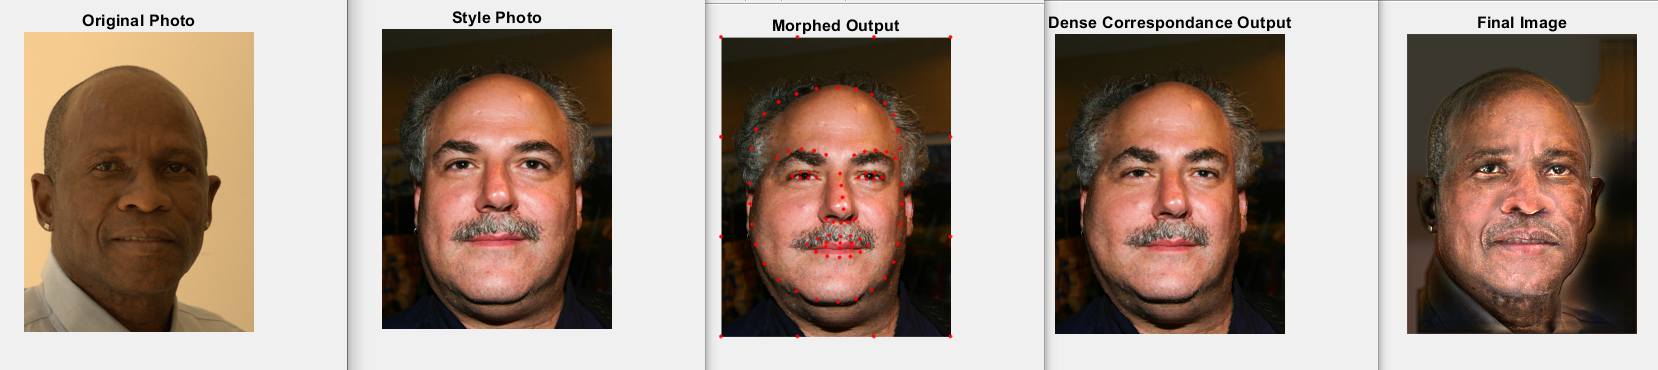 Original Photo
Style Photo
Morphed Output
Dense Correspondance Output
Final Image